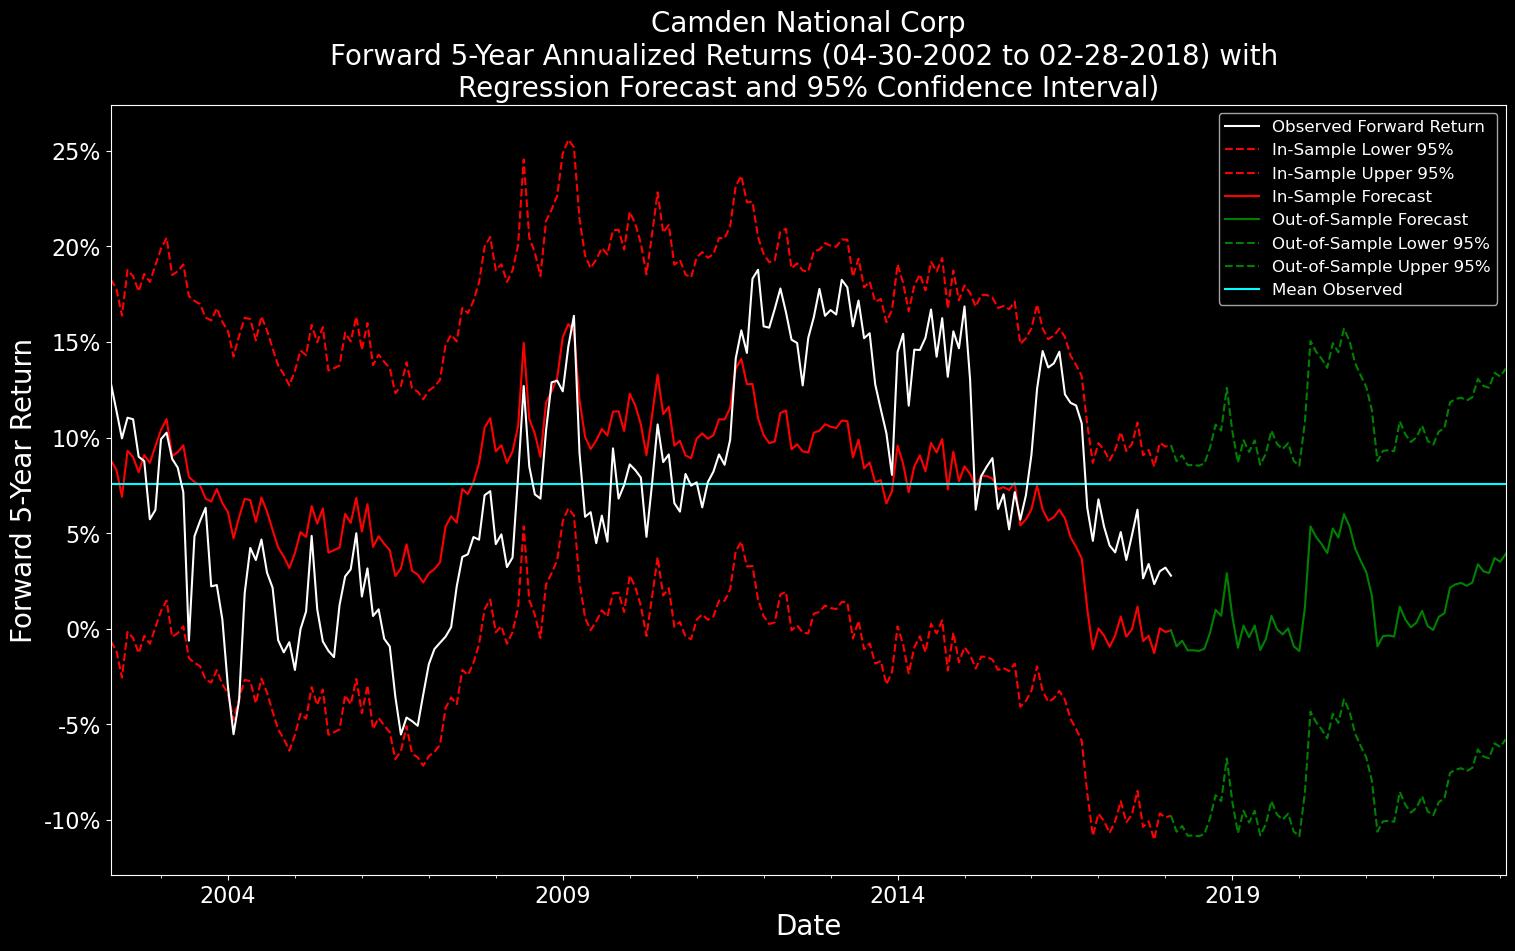 Camden National Corp
Forward 5-Year Annualized Returns (04-30-2002 to 02-28-2018) with
Regression Forecast and 95% Confidence Interval)
Observed Forward Return
In-Sample Lower 95%
In-Sample Upper 95%
In-Sample Forecast
Out-of-Sample Forecast
Out-of-Sample Lower 95%
Out-of-Sample Upper 95%
Mean Observed
Forward 5-Year Return
25%
20%
15%
10%
5%
0%
-5%
-10%
2004
2009
2014
2019
Date